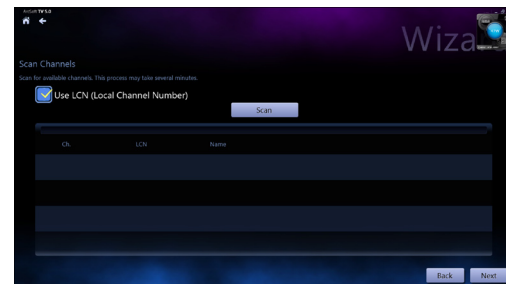 ArcSoft TV 5.0
Wiza
Scan Channels
Scan for available channels. This process may take several minutes.
Use LCN (Local Channel Number)
Scan
Ch. LCN Name
Back Next